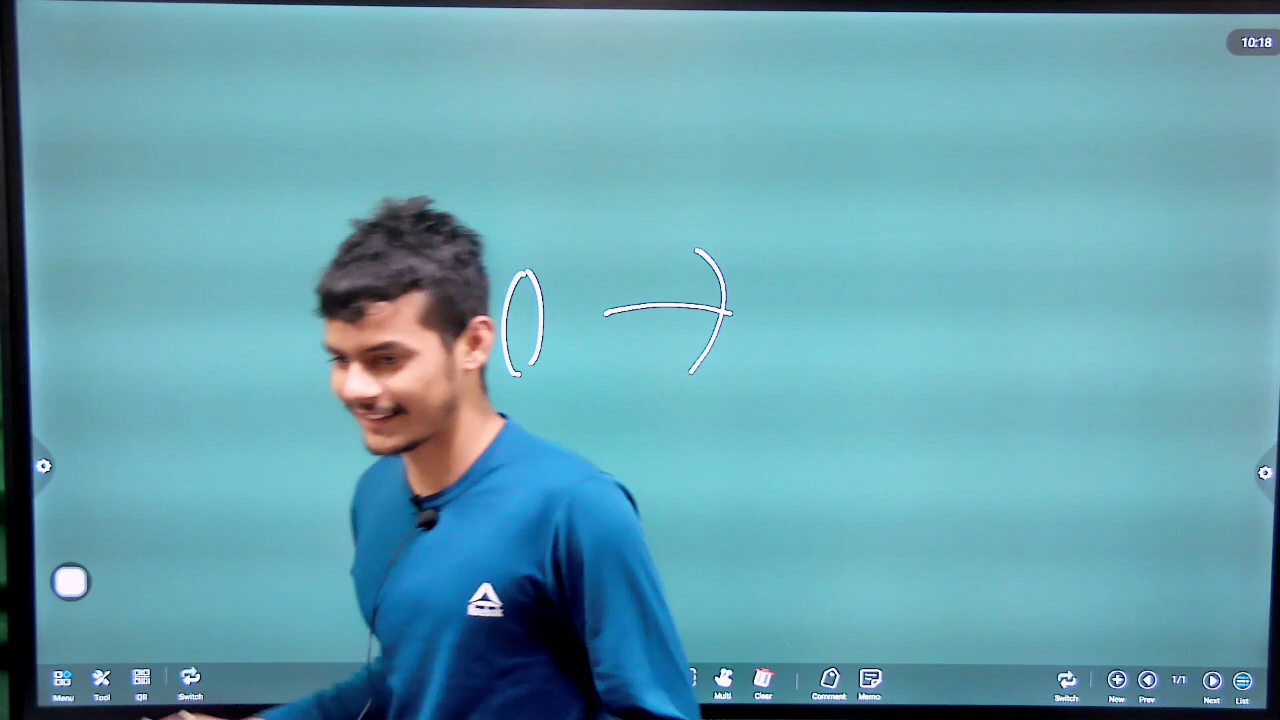 10:18
0 →
Menu Tool QR Switch Multi Clear Comment Memo Switch New Prev 1/1 Next List